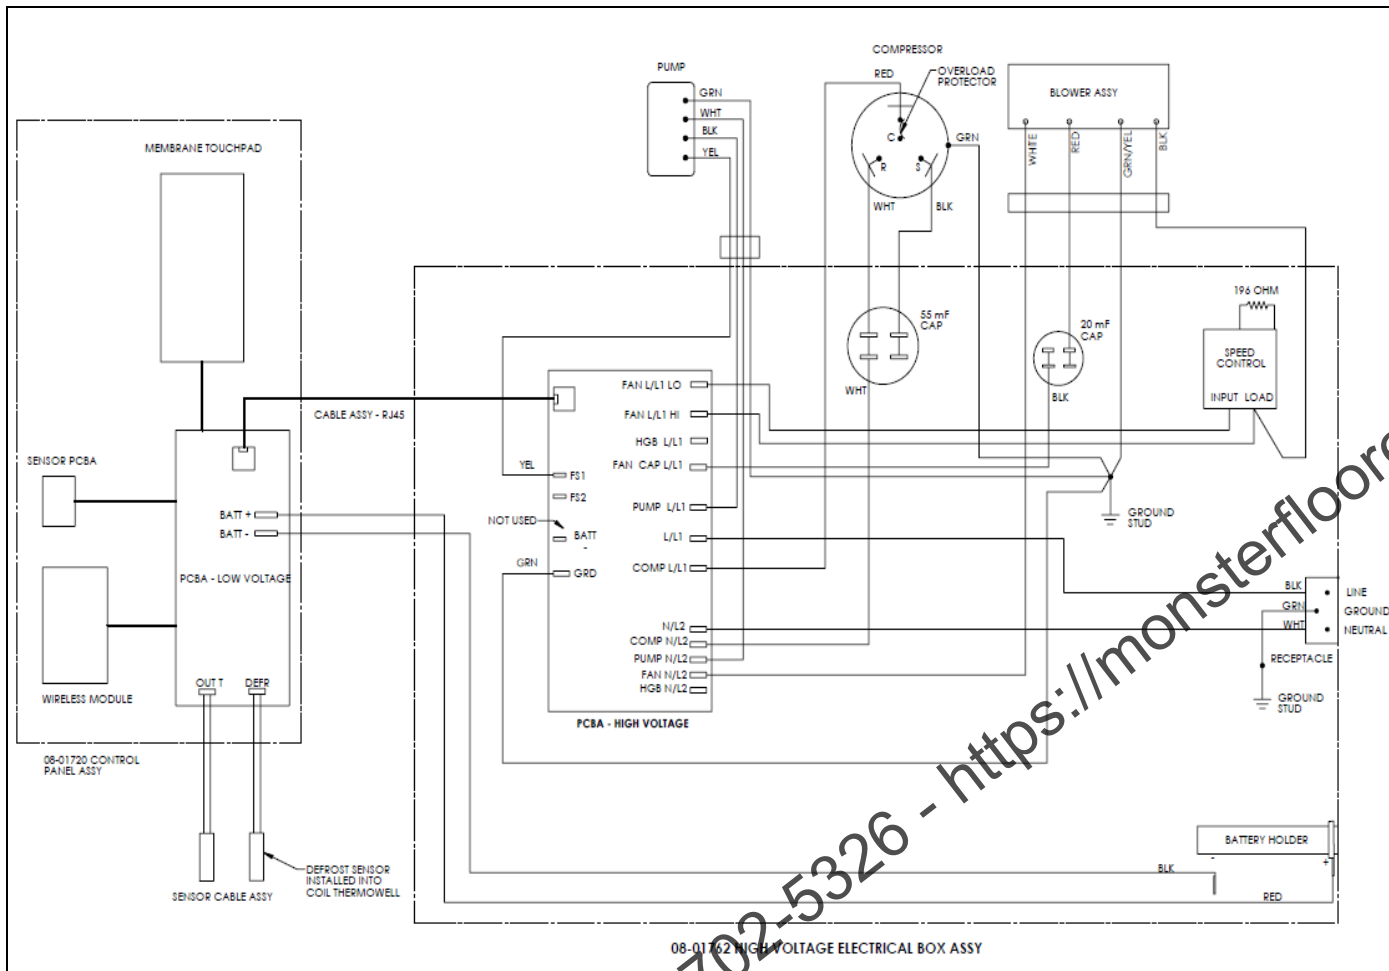 COMPRESSOR
PUMP
RED
OVERLOAD
PROTECTOR
BLOWER ASSY
GRN
WHT
BLK
YEL
C
R
S
GRN
WHT
BLK
WHITE
RED
GRN/YEL
BLK
MEMBRANE TOUCHPAD
196 OHM
55 mF
CAP
20 mF
CAP
SPEED
CONTROL
INPUT LOAD
WHT
BLK
CABLE ASSY - RJ45
FAN L/L1 LO
FAN L/L1 HI
HGB L/L1
FAN CAP L/L1
PUMP L/L1
L/L1
COMP L/L1
N/L2
COMP N/L2
PUMP N/L2
FAN N/L2
HGB N/L2
YEL
FS1
FS2
NOT USED
BATT
-
GRN
GRD
PCBA - HIGH VOLTAGE
SENSOR PCBA
BATT +
BATT -
PCBA - LOW VOLTAGE
WIRELESS MODULE
OUT T
DEFR
08-01720 CONTROL
PANEL ASSY
SENSOR CABLE ASSY
DEFROST SENSOR
INSTALLED INTO
COIL THERMOWELL
GROUND
STUD
BLK
LINE
GRN
GROUND
WHT
NEUTRAL
RECEPTACLE
GROUND
STUD
BATTERY HOLDER
-
+
BLK
RED
08-01762 HIGH VOLTAGE ELECTRICAL BOX ASSY
702-5326 - https://monsterfloorc